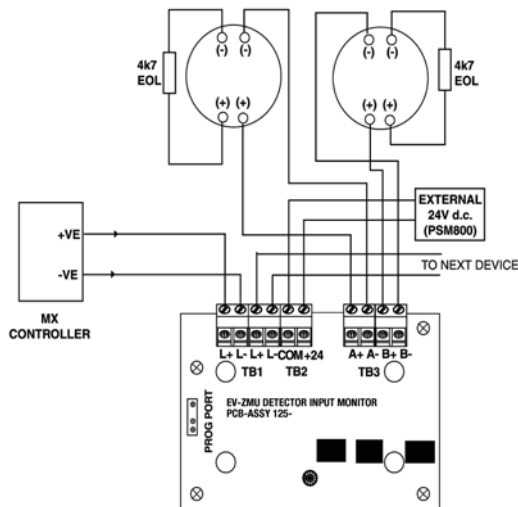 (-) (-)
4k7
EOL
(+) (+)
(-) (-)
4k7
EOL
(+) (+)
EXTERNAL
24V d.c.
(PSM800)
+VE
-VE
TO NEXT DEVICE
MX
CONTROLLER
L+ L- L+ L- COM +24 A+ A- B+ B-
TB1 TB2 TB3
PROG PORT
EV-ZMU DETECTOR INPUT MONITOR
PCB-ASSY 125-